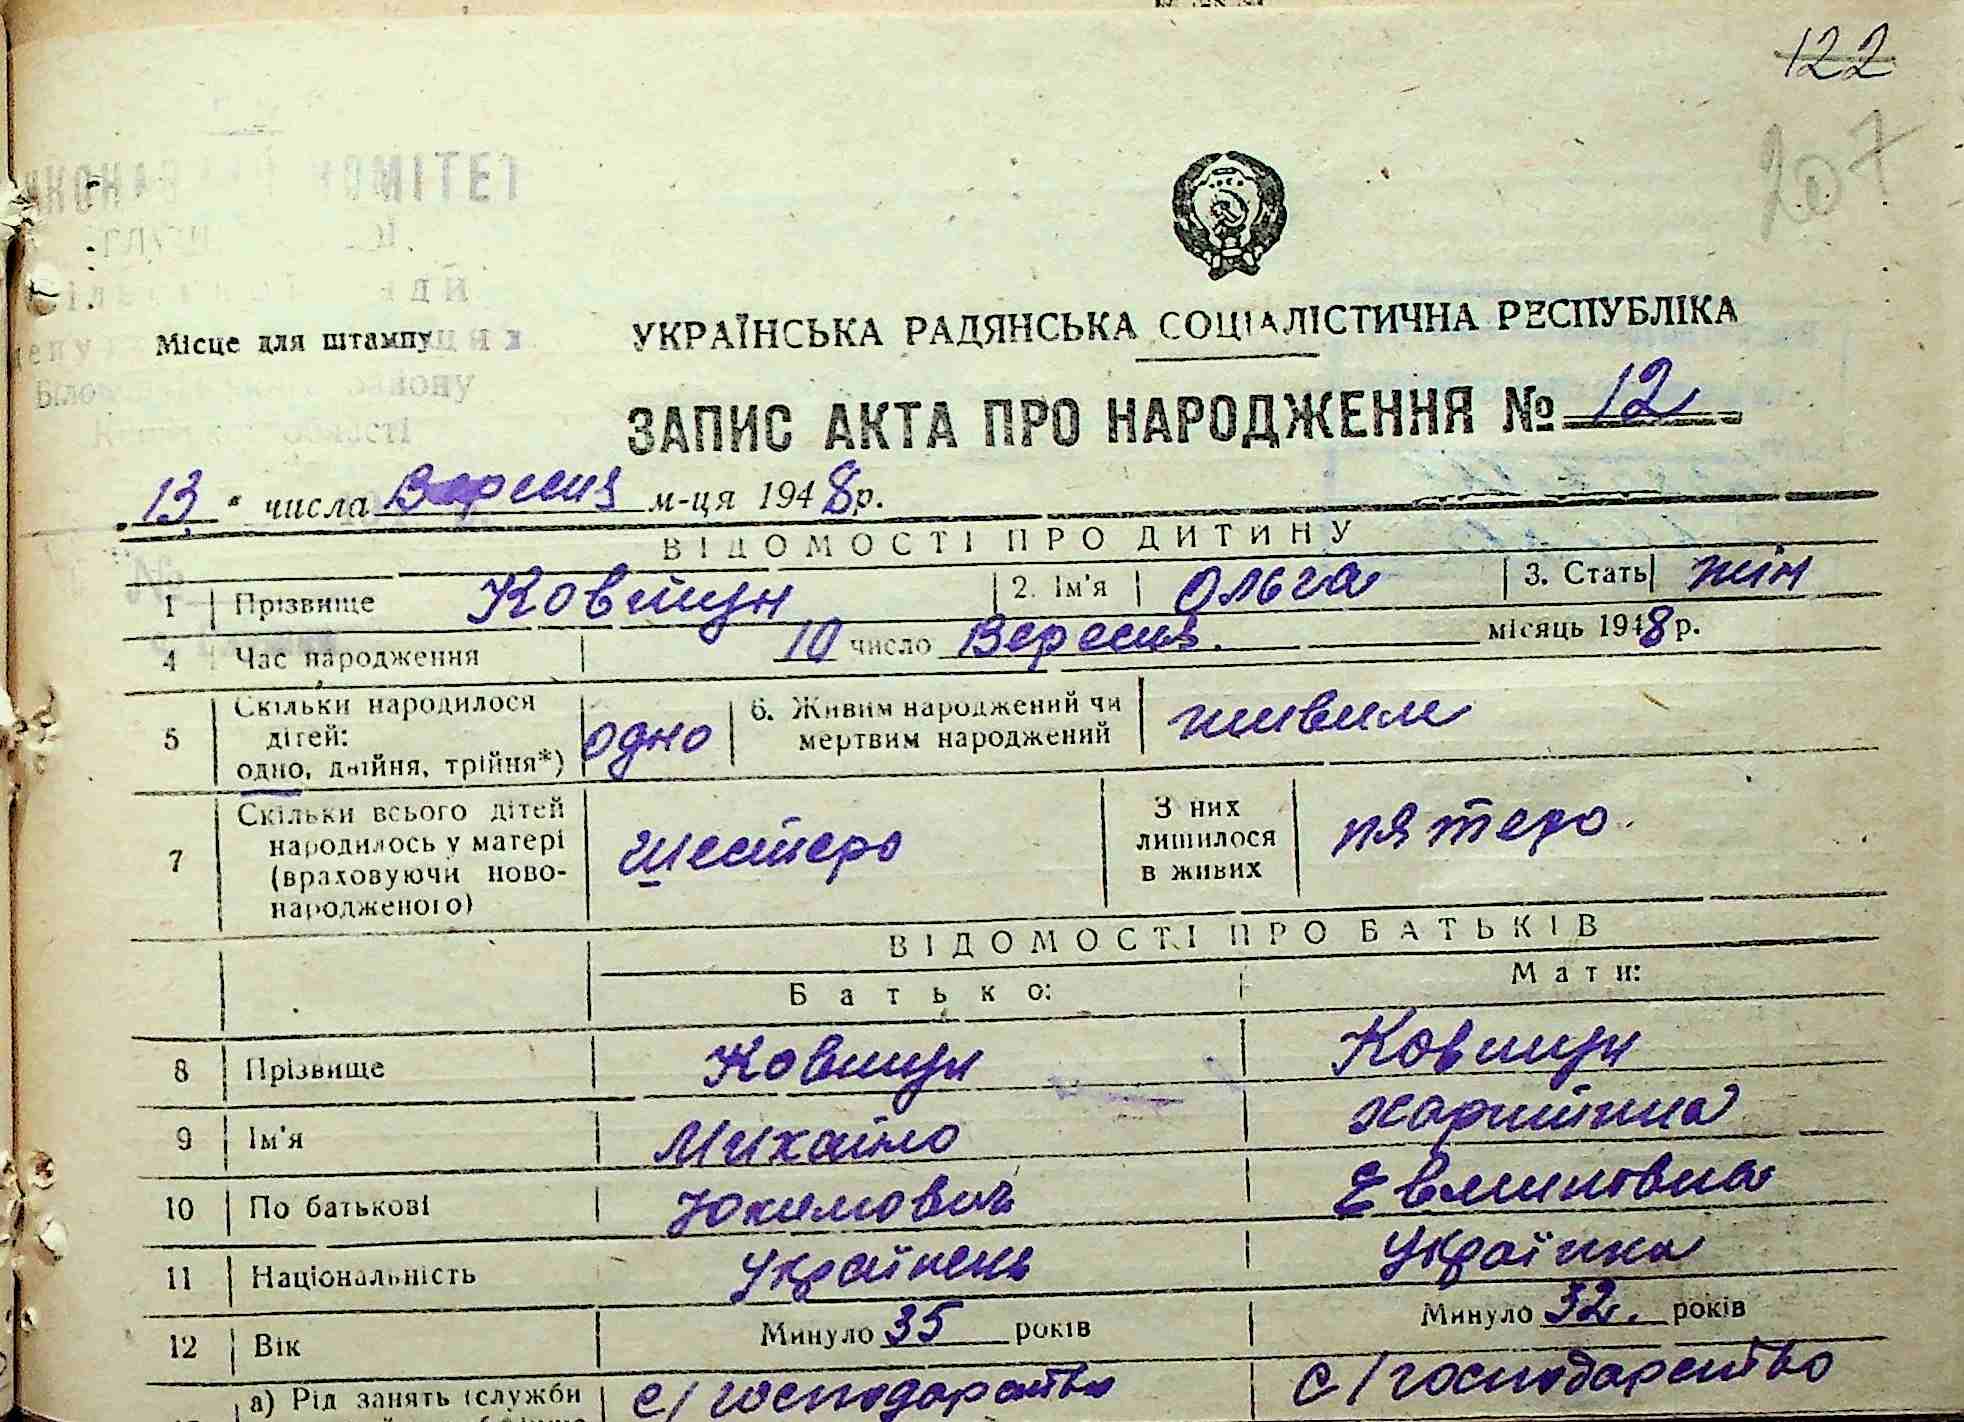 122
207
КОМІТЕТ
Місце для штампу
УКРАЇНСЬКА РАДЯНСЬКА СОЦІАЛІСТИЧНА РЕСПУБЛІКА
ЗАПИС АКТА ПРО НАРОДЖЕННЯ № 12
"13" числа Вересня м-ця 1948 р.
ВІДОМОСТІ ПРО ДИТИНУ
1 Прізвище Ковтун 2. Ім'я Ольга 3. Стать жін
4 Час народження 10 число Вересня. місяць 1948 р.
5 Скільки народилося дітей: одно, двійня, трійня*) одно 6. Живим народжений чи мертвим народжений живим
7 Скільки всього дітей народилось у матері (враховуючи новонародженого) шестеро З них лишилося в живих пятеро.
ВІДОМОСТІ ПРО БАТЬКІВ
Батько: Мати:
8 Прізвище Ковтун Ковтун
9 Ім'я Михайло
10 По батькові Юхимович
11 Національність Українець Українка
12 Вік Минуло 35 років Минуло 32. років
а) Рід занять (служби с/господарство с/господарство